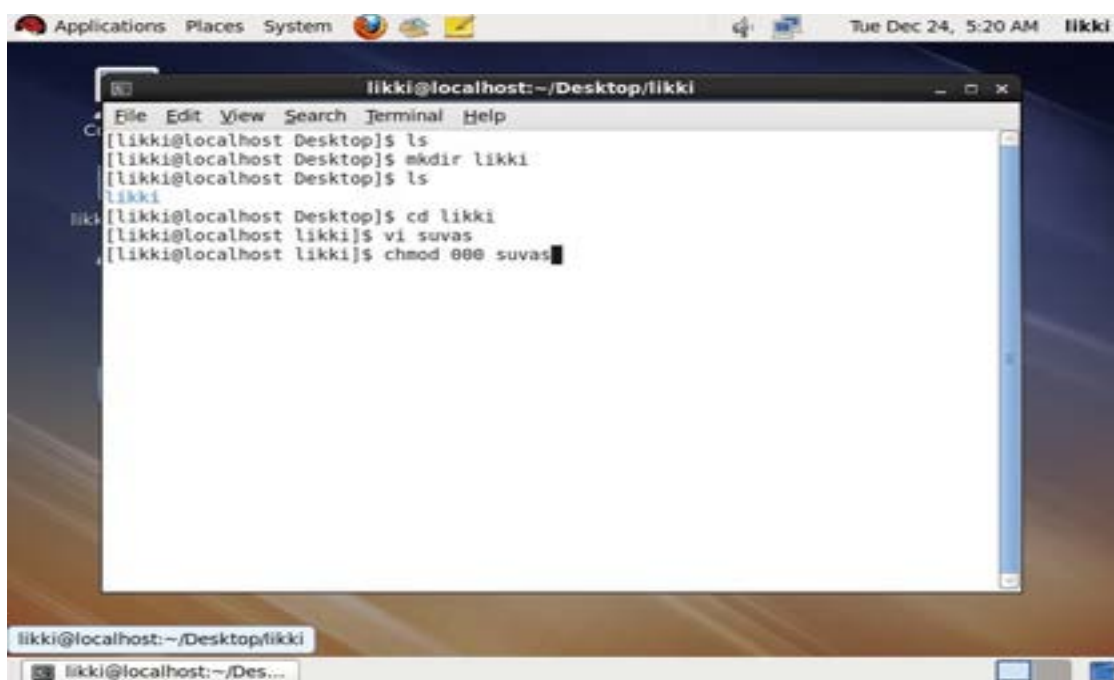 Applications Places System Tue Dec 24, 5:20 AM likki
likki@localhost:~/Desktop/likki
File Edit View Search Terminal Help
[likki@localhost Desktop]$ ls
[likki@localhost Desktop]$ mkdir likki
[likki@localhost Desktop]$ ls
likki
[likki@localhost Desktop]$ cd likki
[likki@localhost likki]$ vi suvas
[likki@localhost likki]$ chmod 000 suvas
likki@localhost:~/Desktop/likki
likki@localhost:~/Des...